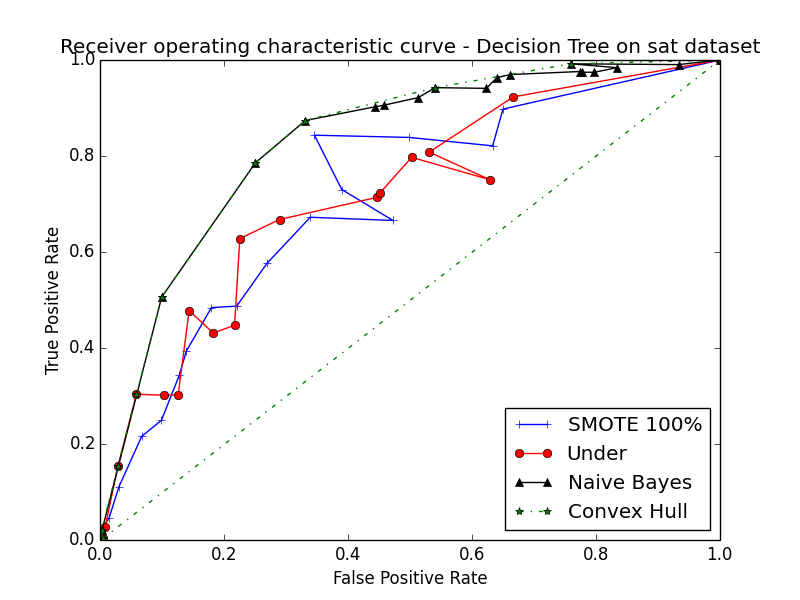 Receiver operating characteristic curve - Decision Tree on sat dataset
1.0
0.8
0.6
0.4
0.2
0.0
True Positive Rate
0.0 0.2 0.4 0.6 0.8 1.0
False Positive Rate
SMOTE 100%
Under
Naive Bayes
Convex Hull